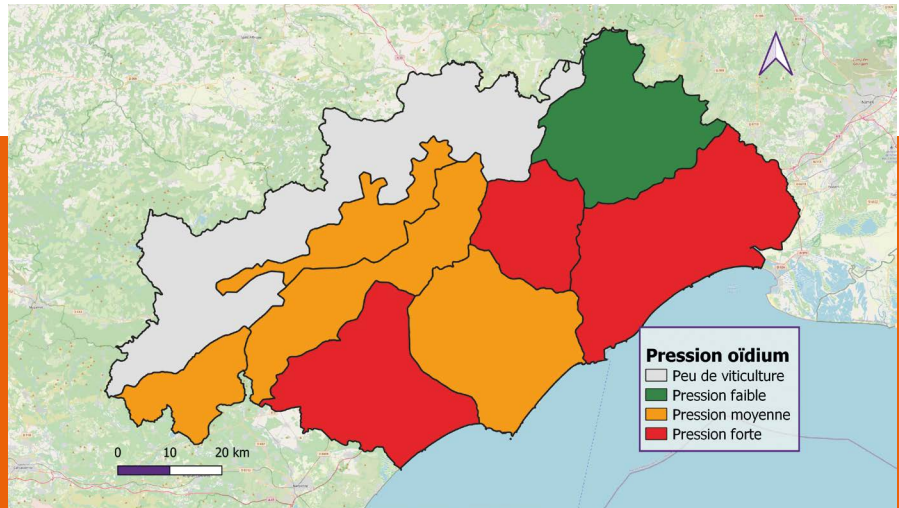 Pression oïdium
Peu de viticulture
Pression faible
Pression moyenne
Pression forte
0 10 20 km